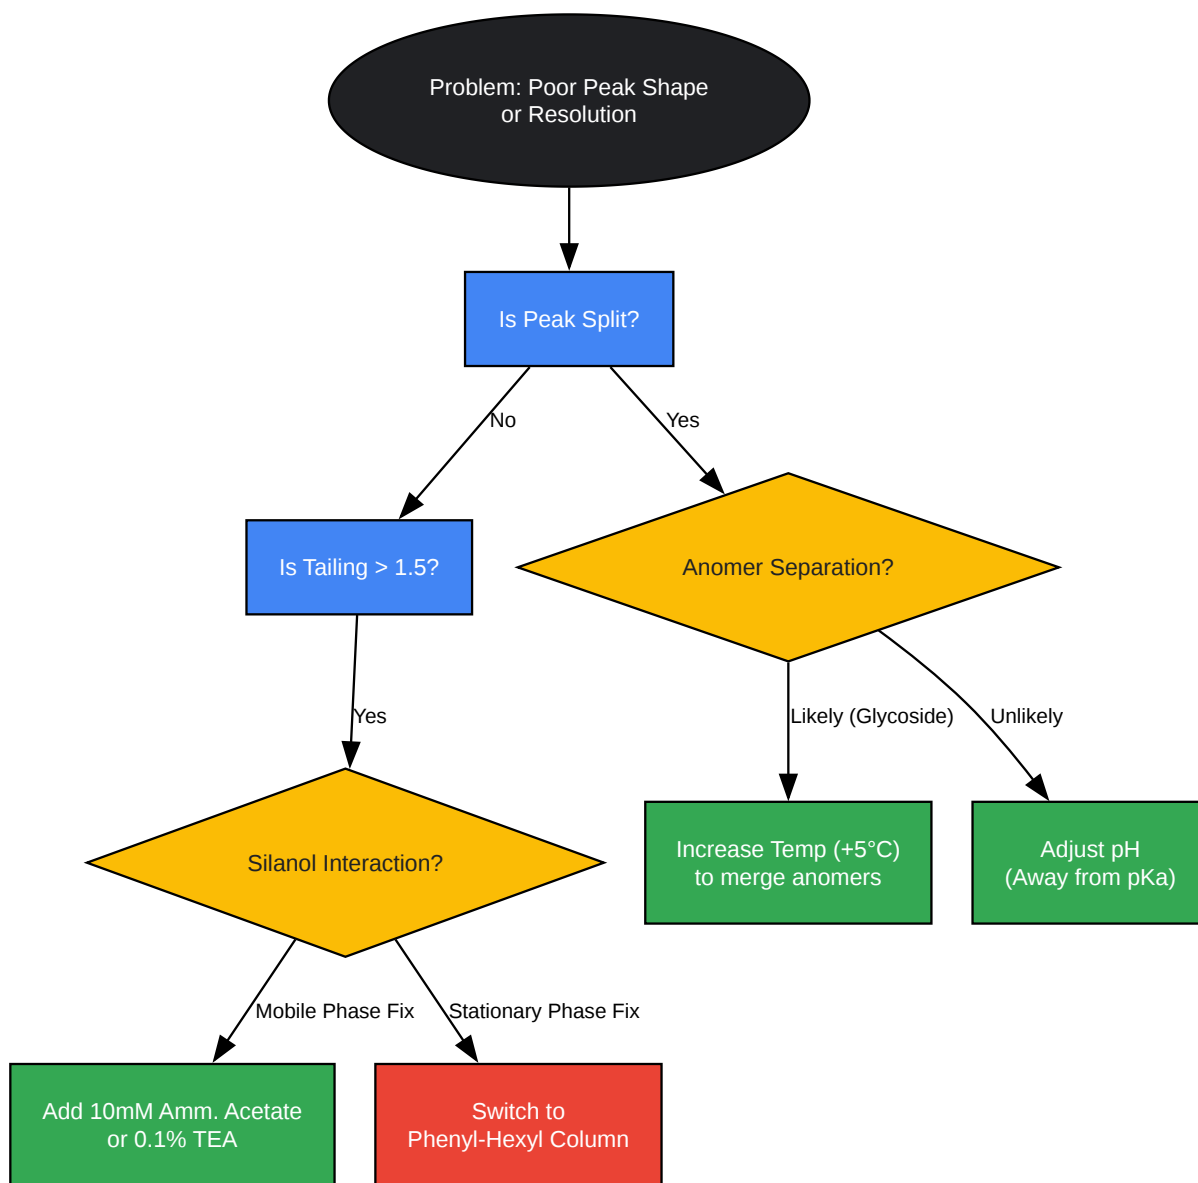 Problem: Poor Peak Shape
or Resolution
Is Peak Split?
No
Yes
Is Tailing > 1.5?
Anomer Separation?
Yes
Likely (Glycoside)
Unlikely
Silanol Interaction?
Increase Temp (+5°C)
to merge anomers
Adjust pH
(Away from pKa)
Mobile Phase Fix
Stationary Phase Fix
Add 10mM Amm. Acetate
or 0.1% TEA
Switch to
Phenyl-Hexyl Column